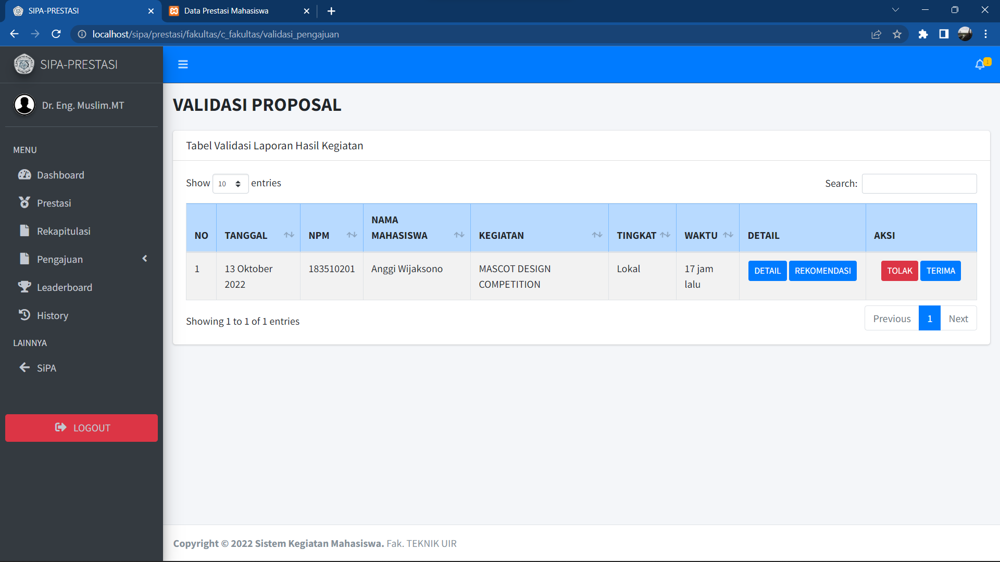 SIPA-PRESTASI
Data Prestasi Mahasiswa
localhost/sipa/prestasi/fakultas/c_fakultas/validasi_pengajuan
SIPA-PRESTASI
1
Dr. Eng. Muslim.MT
MENU
Dashboard
Prestasi
Rekapitulasi
Pengajuan
Leaderboard
History
LAINNYA
SiPA
LOGOUT
VALIDASI PROPOSAL
Tabel Validasi Laporan Hasil Kegiatan
Show 10 entries
Search:
NO TANGGAL NPM NAMA MAHASISWA KEGIATAN TINGKAT WAKTU DETAIL AKSI
1 13 Oktober 2022 183510201 Anggi Wijaksono MASCOT DESIGN COMPETITION Lokal 17 jam lalu DETAIL REKOMENDASI TOLAK TERIMA
Showing 1 to 1 of 1 entries
Previous 1 Next
Copyright © 2022 Sistem Kegiatan Mahasiswa. Fak. TEKNIK UIR